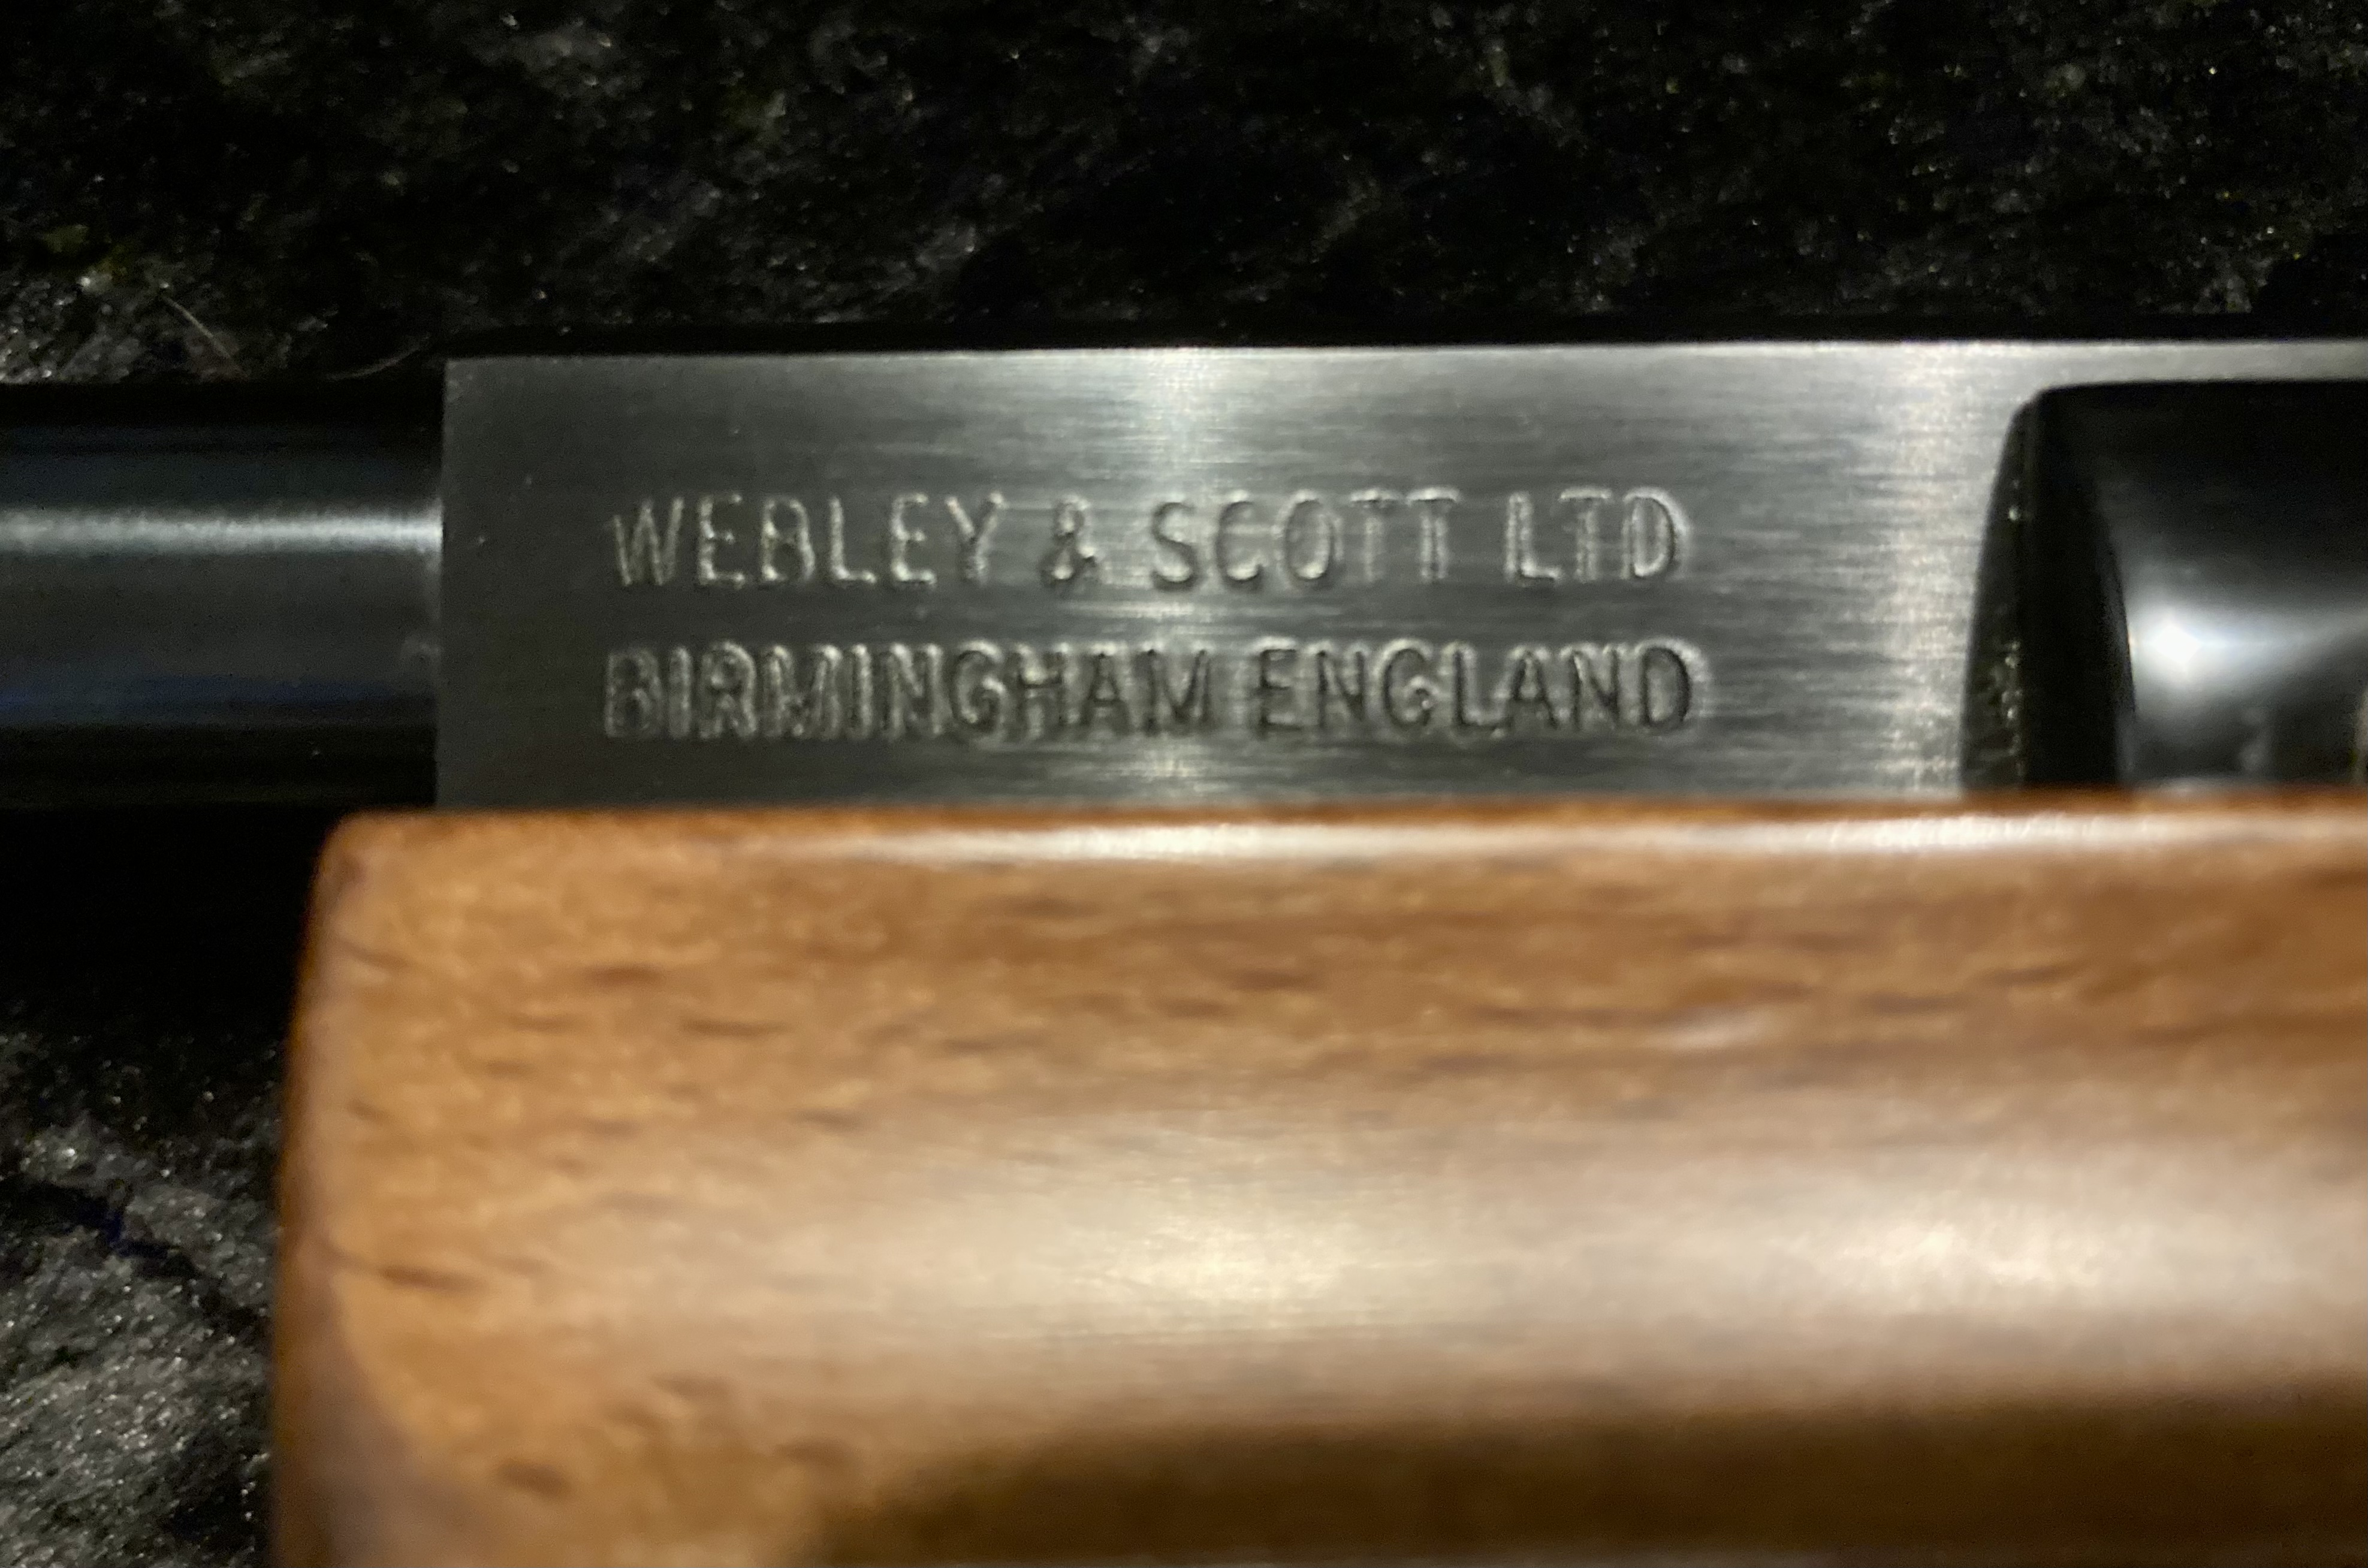 WEBLEY & SCOTT LTD
BIRMINGHAM ENGLAND